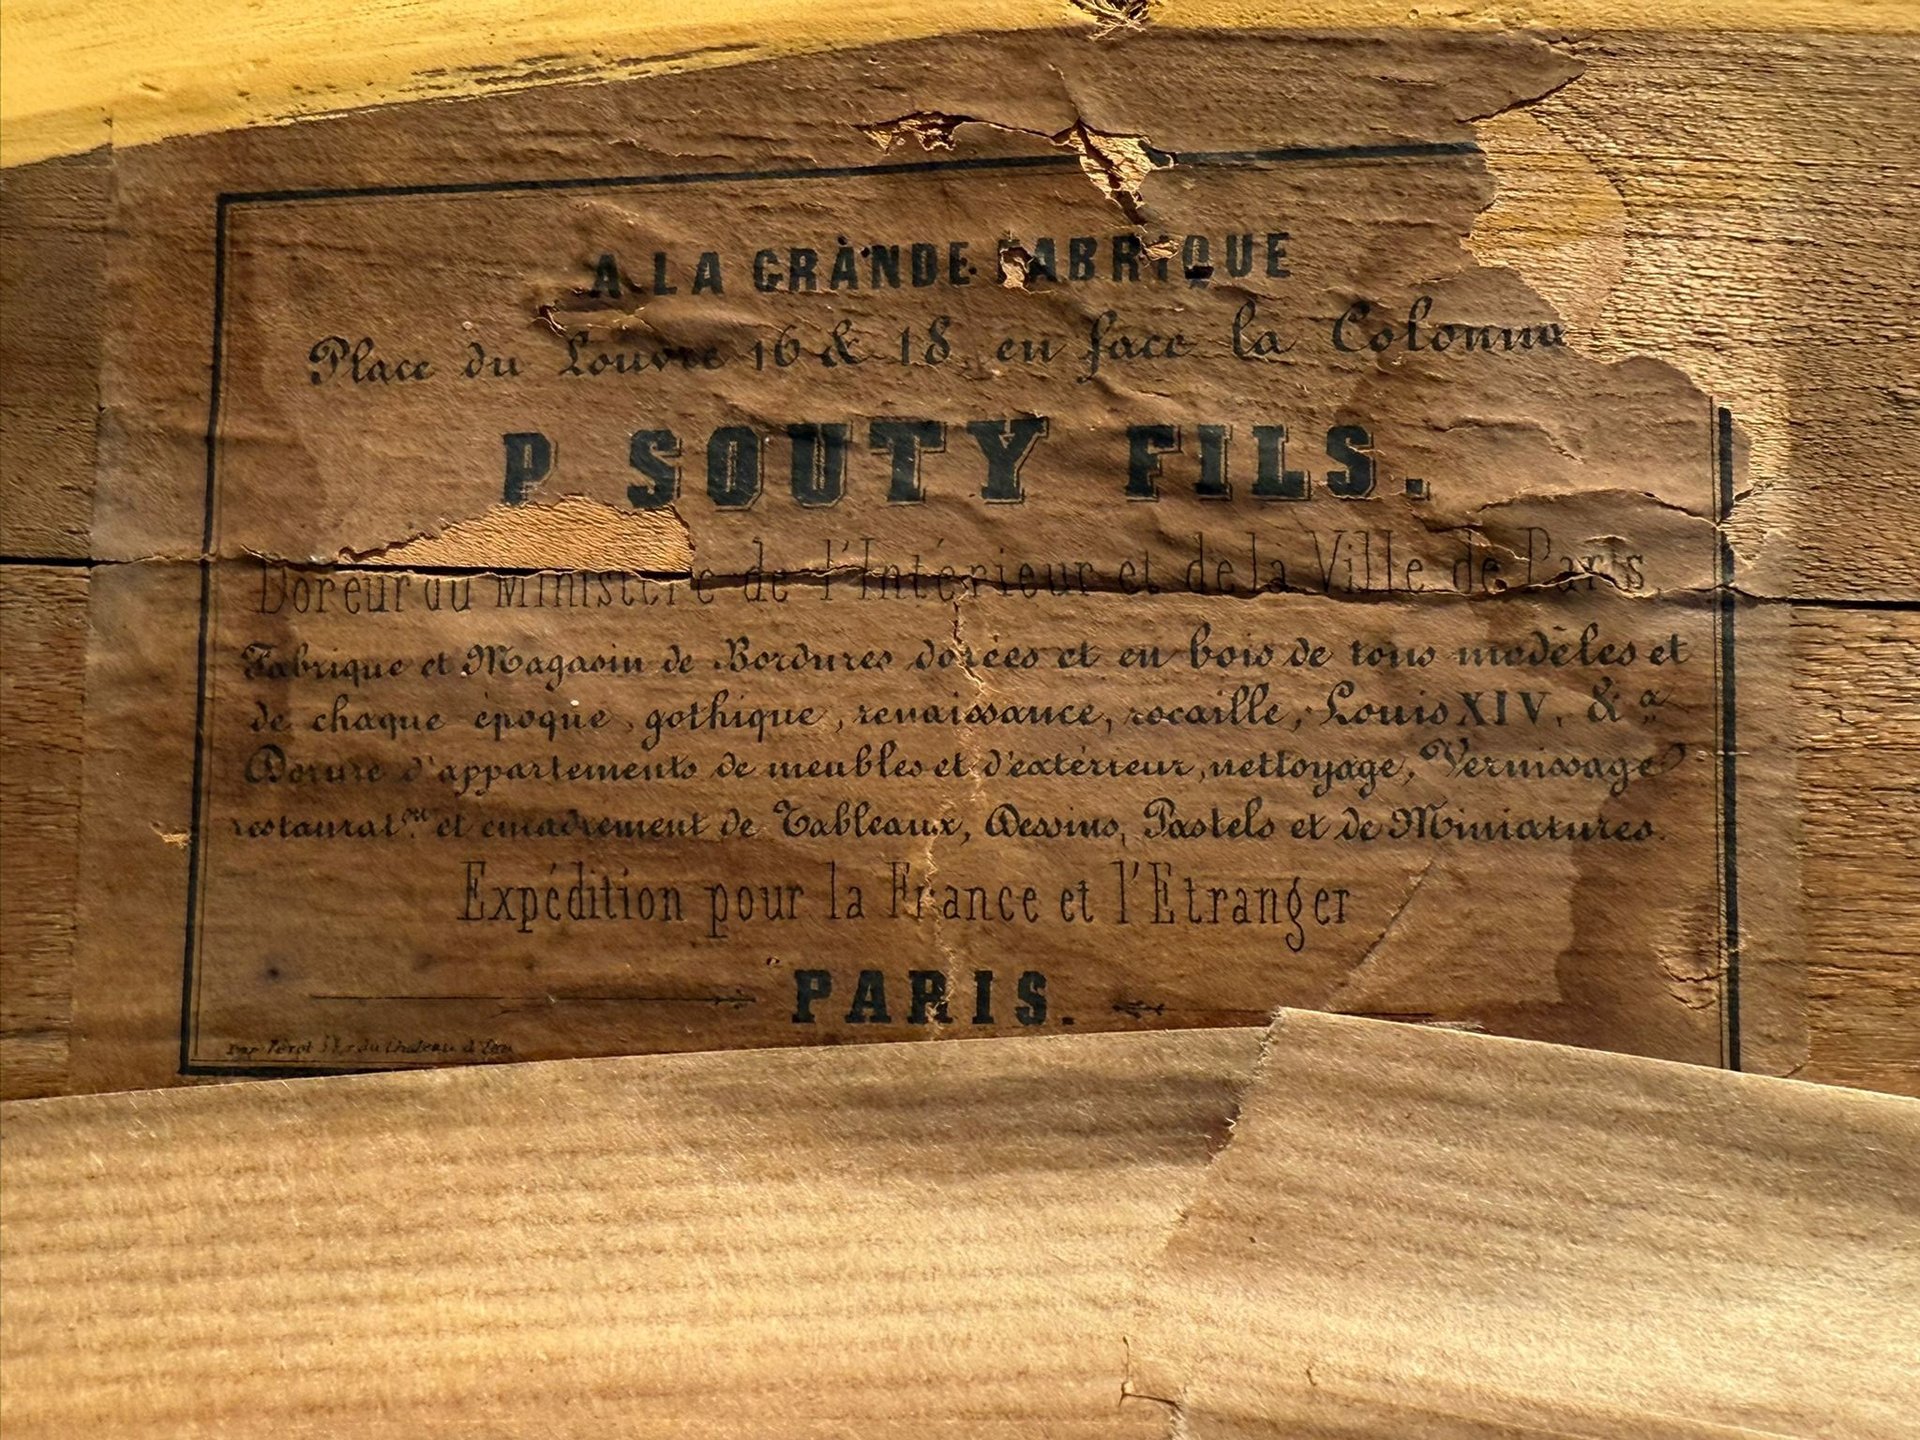 A LA GRANDE FABRIQUE
Place du Louvre 16 & 18, en face la Colonna
P SOUTY FILS.
Doreur du Ministère de l'Intérieur et de la Ville de Paris,
Fabrique et Magasin de Bordures dorées et en bois de tous modèles et
de chaque époque, gothique, renaissance, rocaille, Louis XIV, & a
Dorure d'appartements de meubles et d'extérieur, nettoyage, Vernissage
restaurat.on et encadrement de Tableaux, Dessins, Pastels et de Miniatures.
Expédition pour la France et l'Etranger
PARIS.